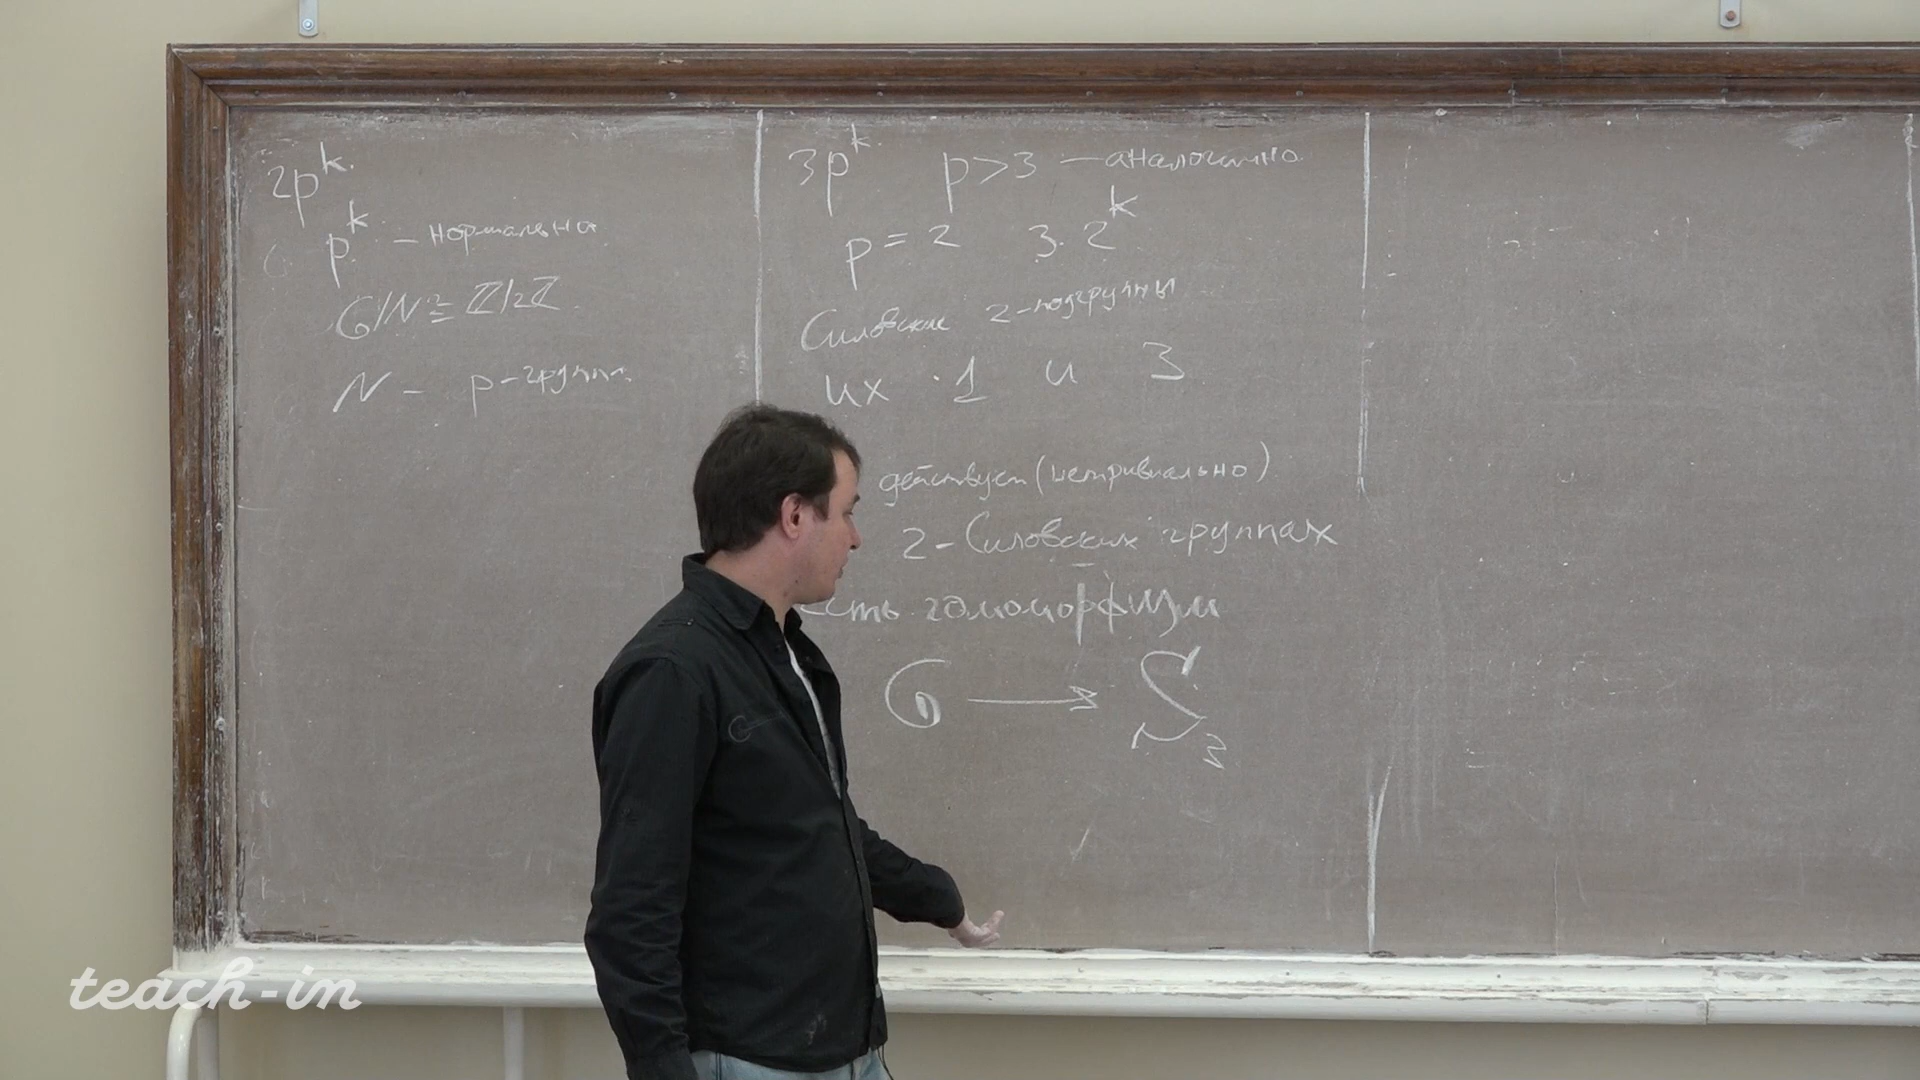 2p^k.
p^k - нормальна
G/N ≅ Z/2Z
N - p-групп.
3p^k. p>3 - аналогично.
p=2 3·2^k
Силовские 2-подгруппы
их ·1 и 3
действует (нетривиально)
2-Силовских группах
есть гомоморфизм
G → S_3
teach-in